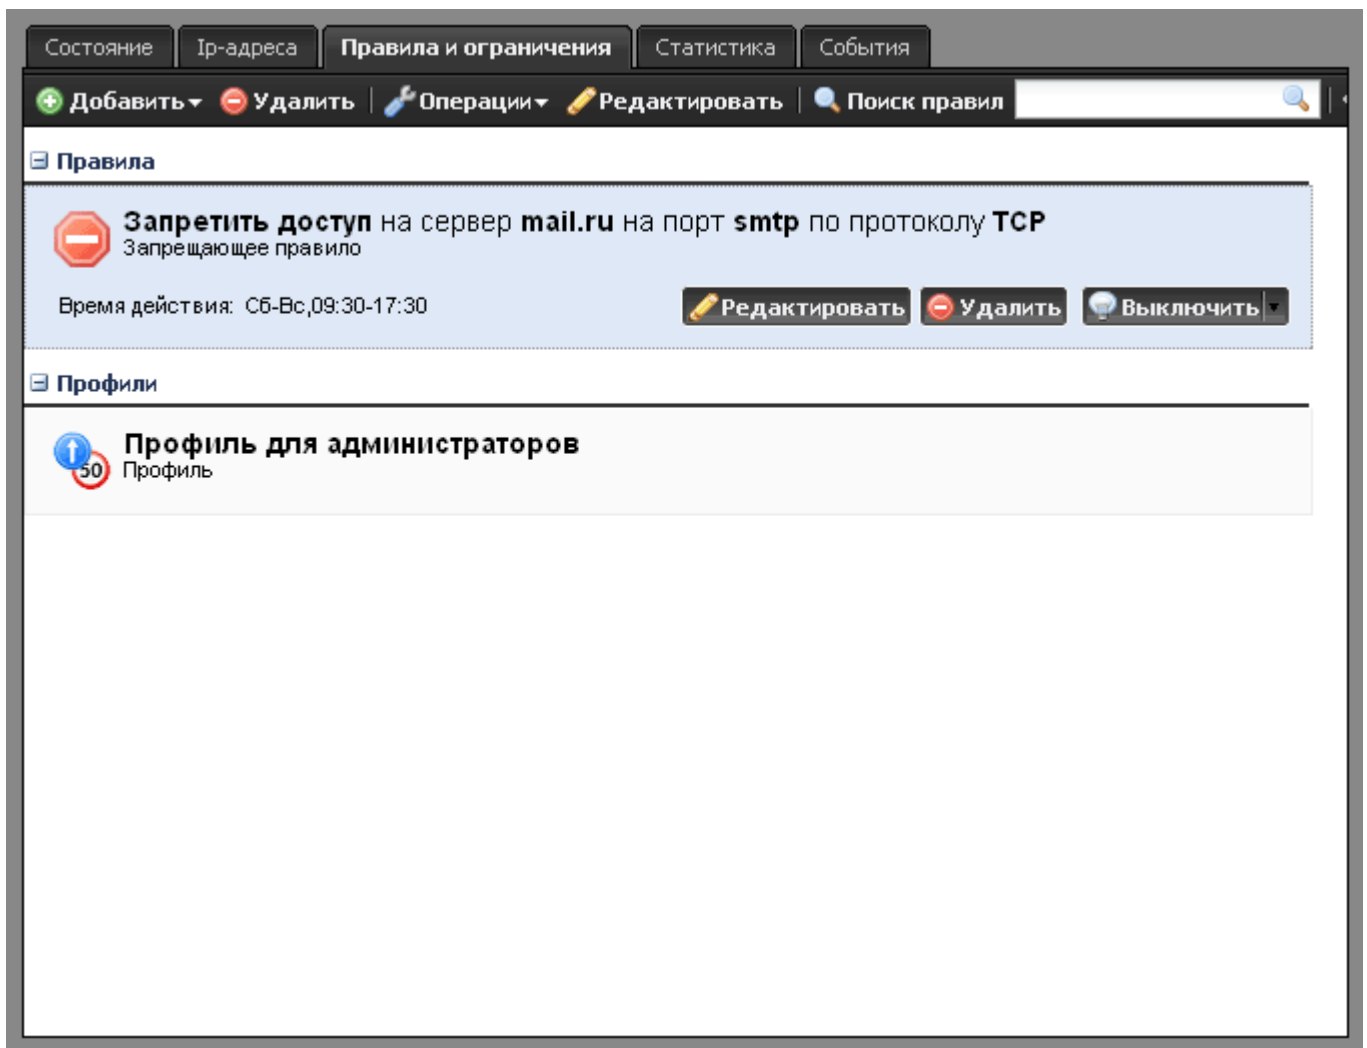 Состояние Ip-адреса Правила и ограничения Статистика События
Добавить Удалить Операции Редактировать Поиск правил
Правила
Запретить доступ на сервер mail.ru на порт smtp по протоколу TCP
Запрещающее правило
Время действия: Сб-Вс,09:30-17:30 Редактировать Удалить Выключить
Профили
Профиль для администраторов
50 Профиль